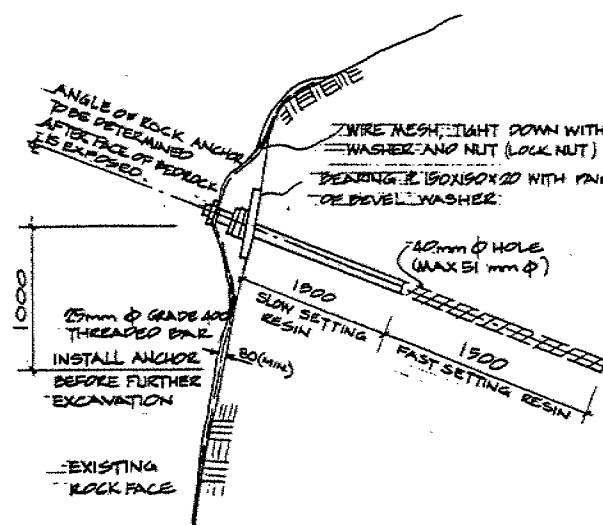 ANGLE OF ROCK ANCHOR
TO BE DETERMINED
AFTER FACE OF BEDROCK
IS EXPOSED.
WIRE MESH, TIGHT DOWN WITH
WASHER AND NUT (LOCK NUT)
BEARING PL 150X150X20 WITH PAI
OF BEVEL WASHER
40mm φ HOLE
(MAX 51 mm φ)
1000
1500
SLOW SETTING
RESIN
1500
FAST SETTING RESIN
25mm φ GRADE 400
THREADED BAR
80 (MIN)
INSTALL ANCHOR
BEFORE FURTHER
EXCAVATION
EXISTING
ROCK FACE